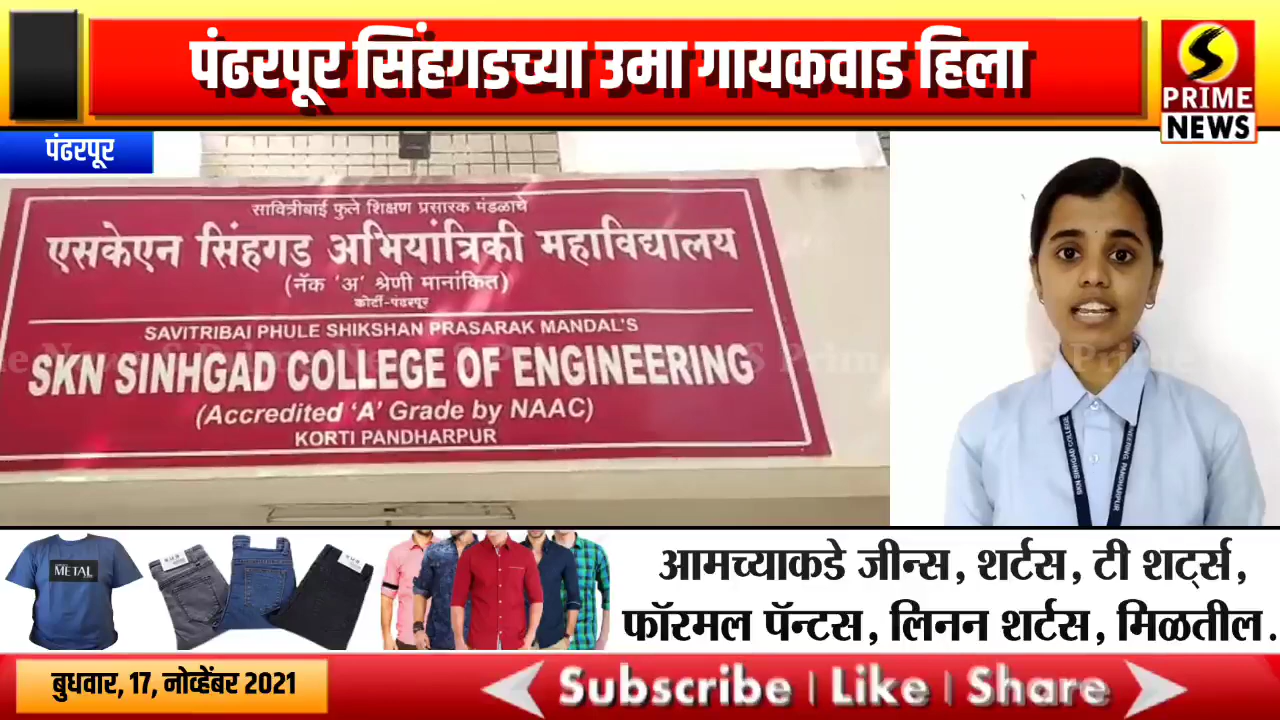 पंढरपूर सिंहगडच्या उमा गायकवाड हिला
S
PRIME
NEWS
पंढरपूर
सावित्रीबाई फुले शिक्षण प्रसारक मंडळाचे
एसकेएन सिंहगड अभियांत्रिकी महाविद्यालय
(नॅक 'अ' श्रेणी मानांकित)
कोर्टी-पंढरपूर
SAVITRIBAI PHULE SHIKSHAN PRASARAK MANDAL'S
SKN SINHGAD COLLEGE OF ENGINEERING
(Accredited 'A' Grade by NAAC)
KORTI PANDHARPUR
METAL
आमच्याकडे जीन्स, शर्टस, टी शर्ट्स,
फॉरमल पॅन्टस, लिनन शर्टस, मिळतील.
बुधवार, 17, नोव्हेंबर 2021
Subscribe | Like | Share